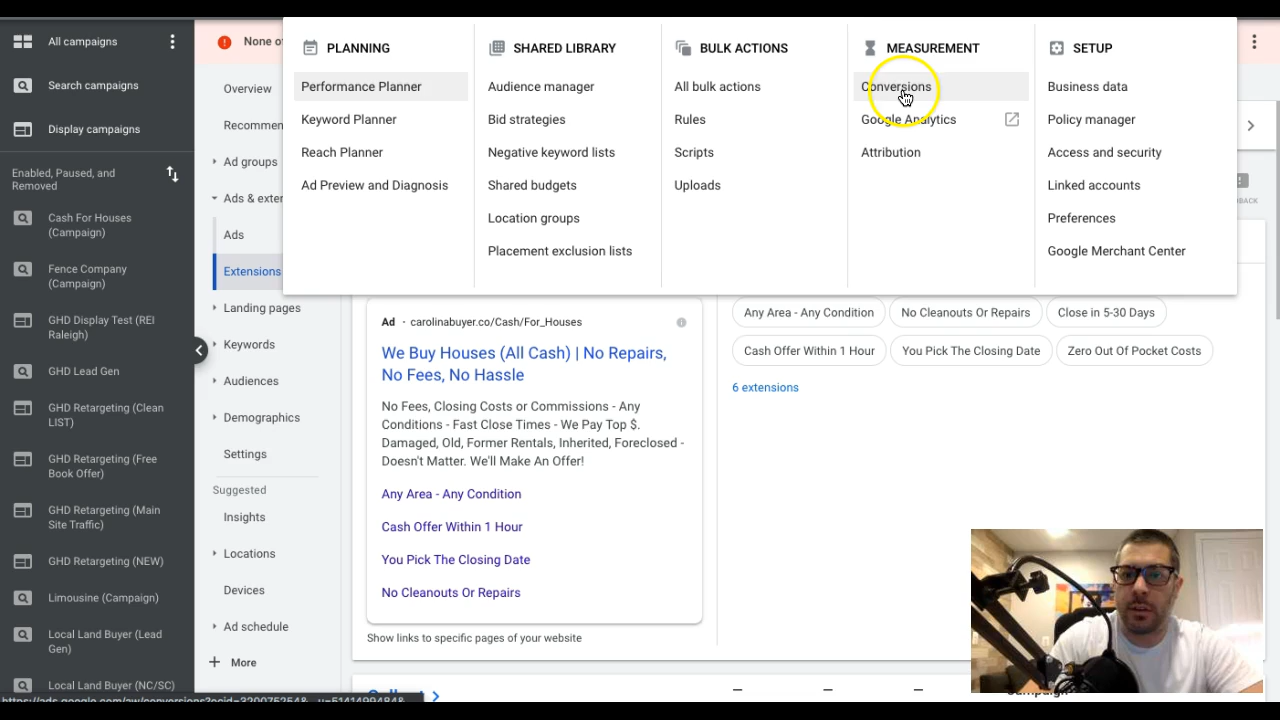 All campaigns
Search campaigns
Display campaigns
Enabled, Paused, and
Removed
Cash For Houses
(Campaign)
Fence Company
(Campaign)
GHD Display Test (REI
Raleigh)
GHD Lead Gen
GHD Retargeting (Clean
LIST)
GHD Retargeting (Free
Book Offer)
GHD Retargeting (Main
Site Traffic)
GHD Retargeting (NEW)
Limousine (Campaign)
Local Land Buyer (Lead
Gen)
Local Land Buyer (NC/SC)
None of
Overview
Recommen
Ad groups
Ads & exter
Ads
Extensions
Landing pages
Keywords
Audiences
Demographics
Settings
Suggested
Insights
Locations
Devices
Ad schedule
More
PLANNING
Performance Planner
Keyword Planner
Reach Planner
Ad Preview and Diagnosis
SHARED LIBRARY
Audience manager
Bid strategies
Negative keyword lists
Shared budgets
Location groups
Placement exclusion lists
BULK ACTIONS
All bulk actions
Rules
Scripts
Uploads
MEASUREMENT
Conversions
Google Analytics
Attribution
SETUP
Business data
Policy manager
Access and security
Linked accounts
Preferences
Google Merchant Center
Ad · carolinabuyer.co/Cash/For_Houses
We Buy Houses (All Cash) | No Repairs,
No Fees, No Hassle
No Fees, Closing Costs or Commissions - Any
Conditions - Fast Close Times - We Pay Top $.
Damaged, Old, Former Rentals, Inherited, Foreclosed -
Doesn't Matter. We'll Make An Offer!
Any Area - Any Condition
Cash Offer Within 1 Hour
You Pick The Closing Date
No Cleanouts Or Repairs
Show links to specific pages of your website
Any Area - Any Condition No Cleanouts Or Repairs Close in 5-30 Days
Cash Offer Within 1 Hour You Pick The Closing Date Zero Out Of Pocket Costs
6 extensions